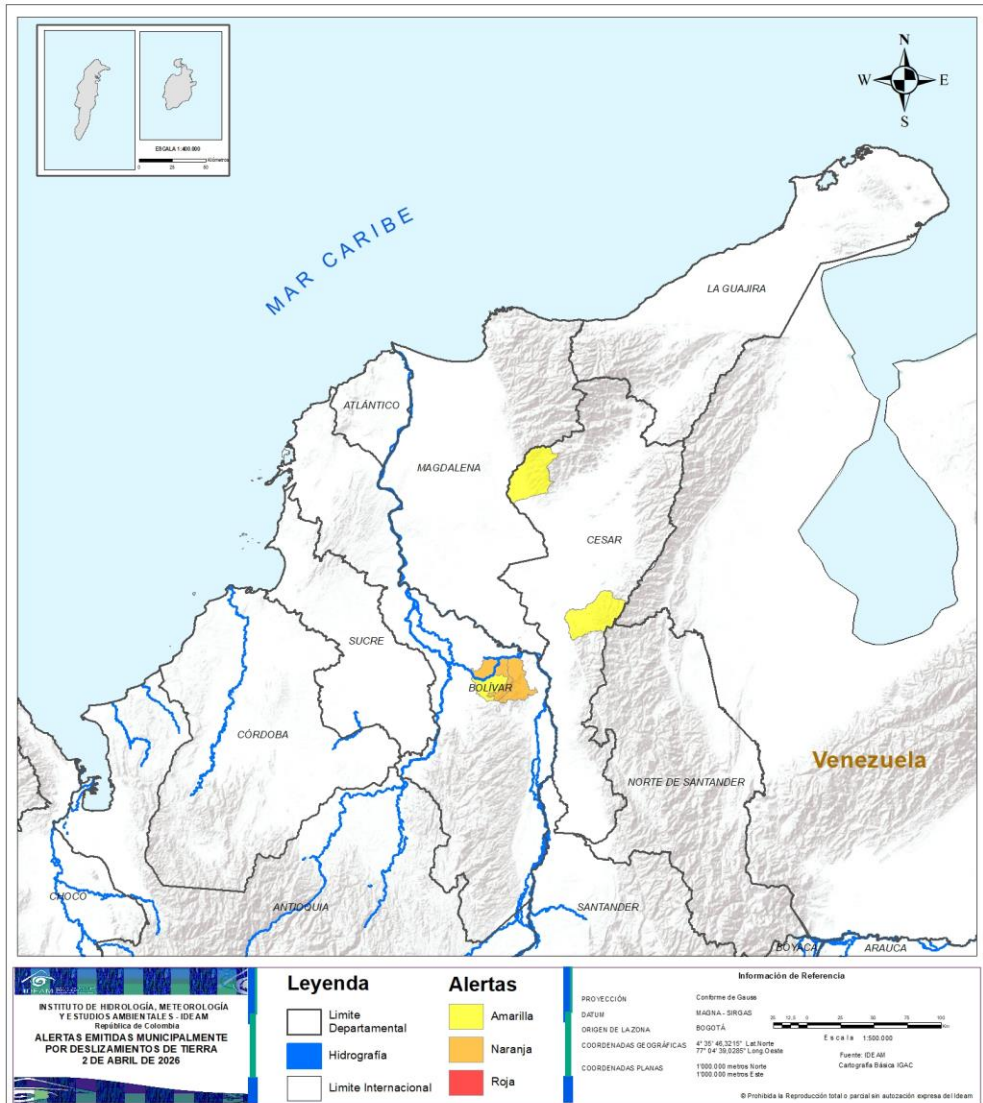 ESCALA 1:400.000
N
W
E
S
MAR CARIBE
LA GUAJIRA
ATLÁNTICO
MAGDALENA
CESAR
SUCRE
BOLÍVAR
CÓRDOBA
NORTE DE SANTANDER
Venezuela
CHOCO
ANTIOQUIA
SANTANDER
BOYACA
ARAUCA
IDEAM
INSTITUTO DE HIDROLOGÍA, METEOROLOGÍA
Y ESTUDIOS AMBIENTALES - IDEAM
República de Colombia
ALERTAS EMITIDAS MUNICIPALMENTE
POR DESLIZAMIENTOS DE TIERRA
2 DE ABRIL DE 2026
Leyenda
Limite
Departamental
Hidrografía
Limite Internacional
Alertas
Amarilla
Naranja
Roja
Información de Referencia
PROYECCIÓN Conforme de Gauss
DATUM MAGNA - SIRGAS
ORIGEN DE LA ZONA BOGOTÁ
COORDENADAS GEOGRÁFICAS 4° 35' 46,3215" Lat.Norte
77° 04' 39,0285" Long.Oeste
COORDENADAS PLANAS 1'000.000 metros Norte
1'000.000 metros Este
Escala 1:500.000
Fuente: IDEAM
Cartografía Básica IGAC
© Prohibida la Reproducción total o parcial sin autozación expresa del Ideam